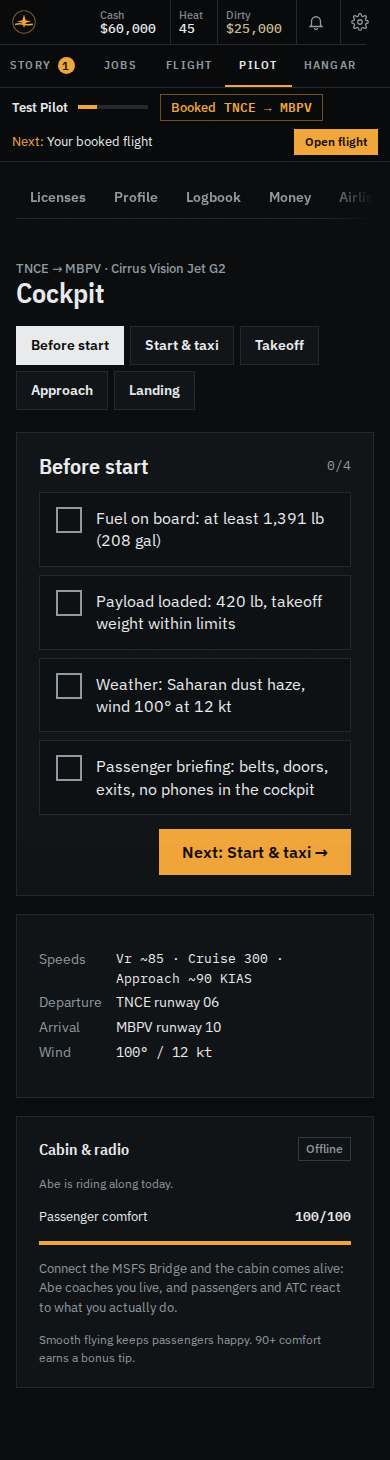 Cash Heat Dirty
$60,000 45 $25,000
STORY 1 JOBS FLIGHT PILOT HANGAR
Test Pilot Booked TNCE → MBPV
Next: Your booked flight Open flight
Licenses Profile Logbook Money Airlin
TNCE → MBPV · Cirrus Vision Jet G2
Cockpit
Before start Start & taxi Takeoff
Approach Landing
Before start 0/4
Fuel on board: at least 1,391 lb
(208 gal)
Payload loaded: 420 lb, takeoff
weight within limits
Weather: Saharan dust haze,
wind 100° at 12 kt
Passenger briefing: belts, doors,
exits, no phones in the cockpit
Next: Start & taxi →
Speeds Vr ~85 · Cruise 300 ·
Approach ~90 KIAS
Departure TNCE runway 06
Arrival MBPV runway 10
Wind 100° / 12 kt
Cabin & radio Offline
Abe is riding along today.
Passenger comfort 100/100
Connect the MSFS Bridge and the cabin comes alive:
Abe coaches you live, and passengers and ATC react
to what you actually do.
Smooth flying keeps passengers happy. 90+ comfort
earns a bonus tip.